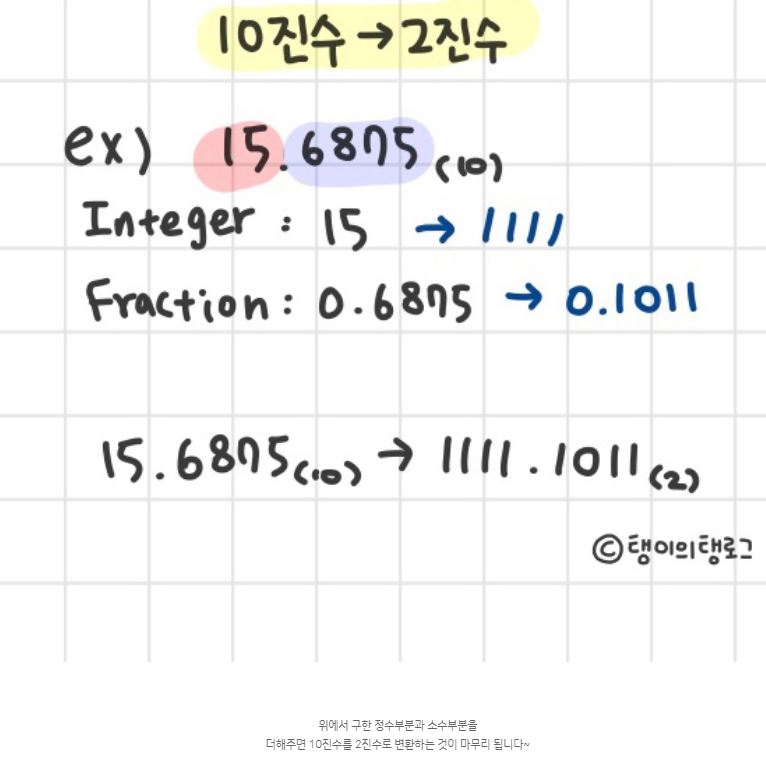 10진수→2진수
ex) 15.6875(10)
Integer : 15 → 1111
Fraction : 0.6875 → 0.1011
15.6875(10) → 1111.1011(2)
©탱이의탱로그
위에서 구한 정수부분과 소수부분을
더해주면 10진수를 2진수로 변환하는 것이 마무리 됩니다~